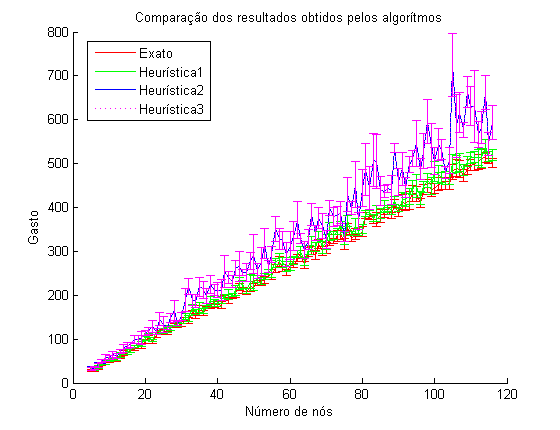 Comparação dos resultados obtidos pelos algorítmos
800
700
600
500
400
300
200
100
0
Gasto
Exato
Heurística1
Heurística2
Heurística3
0 20 40 60 80 100 120
Número de nós